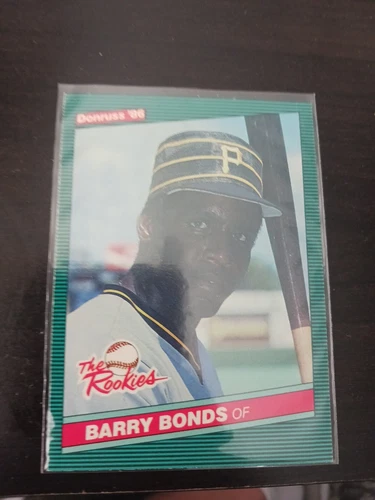 Donruss '86
P
The
Rookies
BARRY BONDS OF